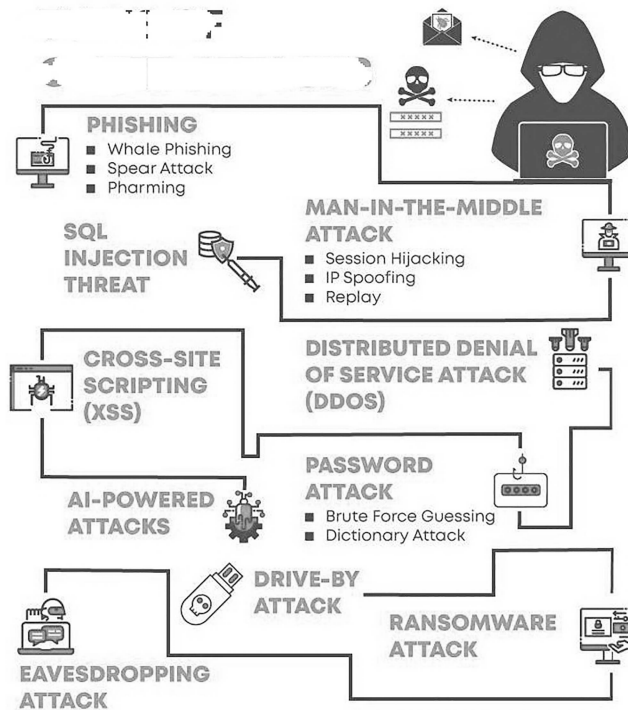 PHISHING
■ Whale Phishing
■ Spear Attack
■ Pharming
MAN-IN-THE-MIDDLE
ATTACK
■ Session Hijacking
■ IP Spoofing
■ Replay
SQL
INJECTION
THREAT
CROSS-SITE
SCRIPTING
(XSS)
DISTRIBUTED DENIAL
OF SERVICE ATTACK
(DDOS)
AI-POWERED
ATTACKS
PASSWORD
ATTACK
■ Brute Force Guessing
■ Dictionary Attack
DRIVE-BY
ATTACK
RANSOMWARE
ATTACK
EAVESDROPPING
ATTACK